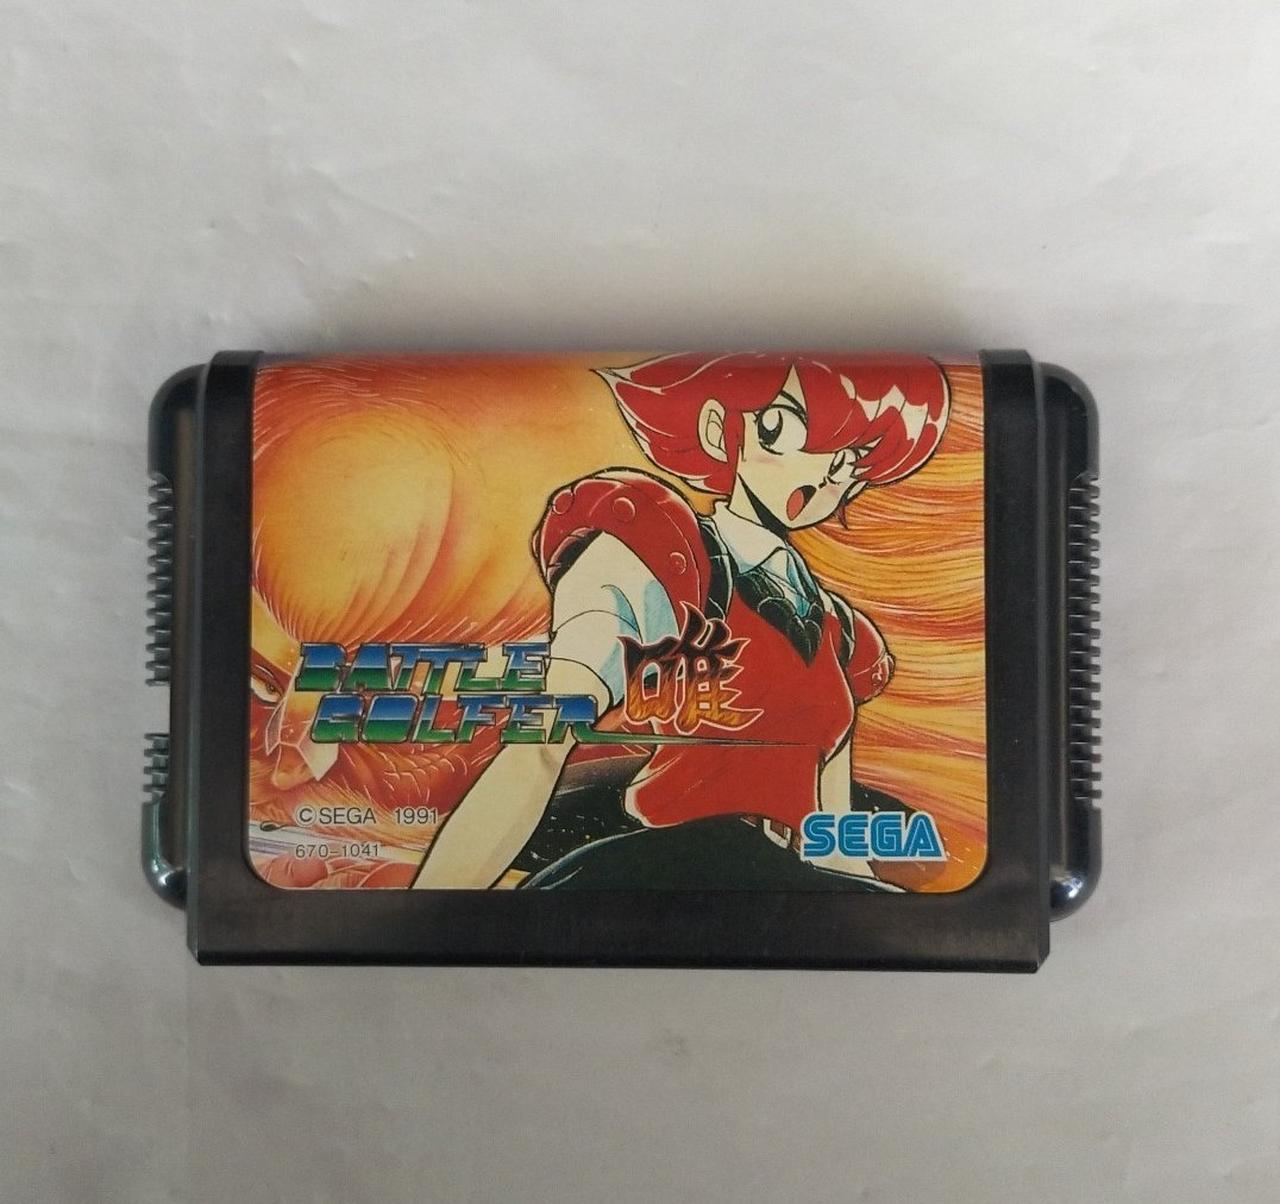 BATTLE 唯
GOLFER
© SEGA 1991
670-1041
SEGA